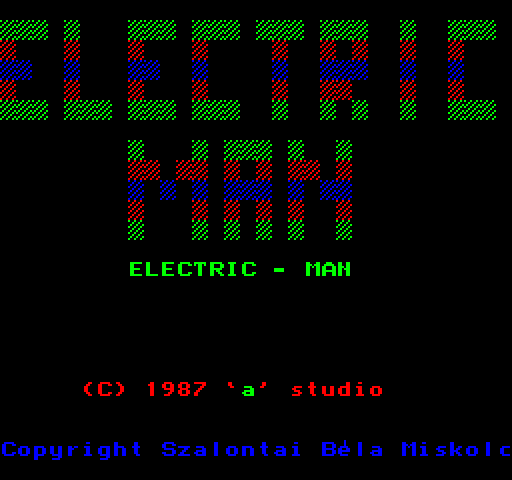 ELECTRIC
MAN
ELECTRIC - MAN
(C) 1987 `a' studio
Copyright Szalontai Béla Miskolc